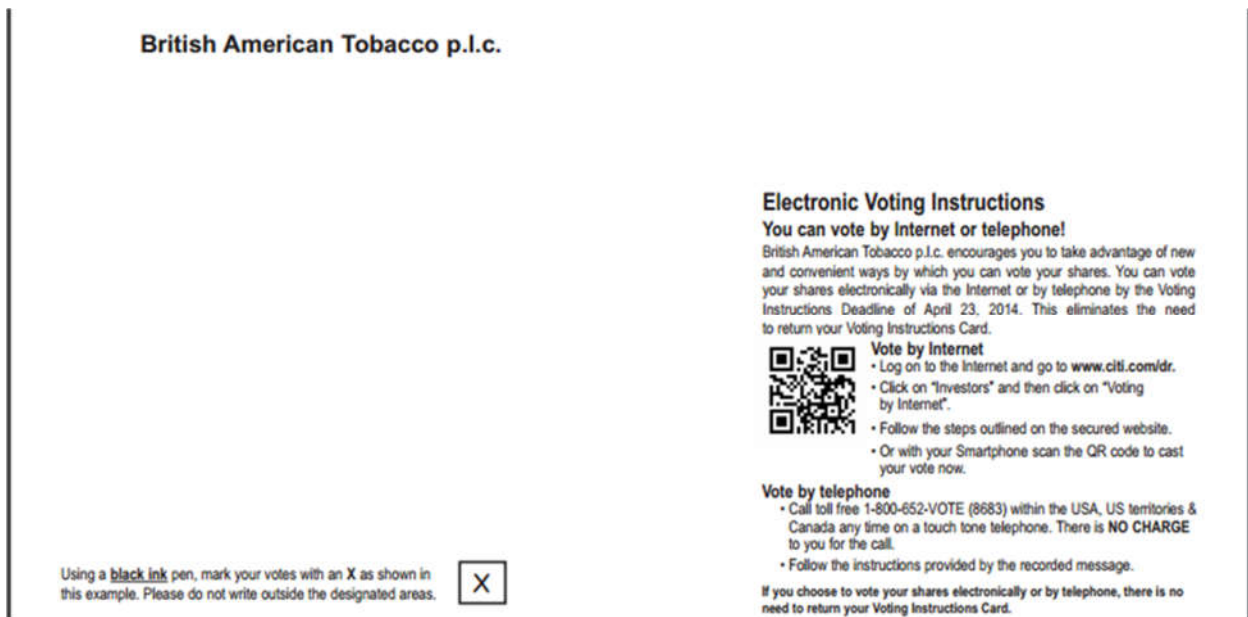 British American Tobacco p.l.c.
Electronic Voting Instructions
You can vote by Internet or telephone!
British American Tobacco p.l.c. encourages you to take advantage of new
and convenient ways by which you can vote your shares. You can vote
your shares electronically via the Internet or by telephone by the Voting
Instructions Deadline of April 23, 2014. This eliminates the need
to return your Voting Instructions Card.
Vote by Internet
• Log on to the Internet and go to www.citi.com/dr.
• Click on "Investors" and then click on "Voting
by Internet".
• Follow the steps outlined on the secured website.
• Or with your Smartphone scan the QR code to cast
your vote now.
Vote by telephone
• Call toll free 1-800-652-VOTE (8683) within the USA, US territories &
Canada any time on a touch tone telephone. There is NO CHARGE
to you for the call.
• Follow the instructions provided by the recorded message.
If you choose to vote your shares electronically or by telephone, there is no
need to return your Voting Instructions Card.
Using a black ink pen, mark your votes with an X as shown in
this example. Please do not write outside the designated areas.
X